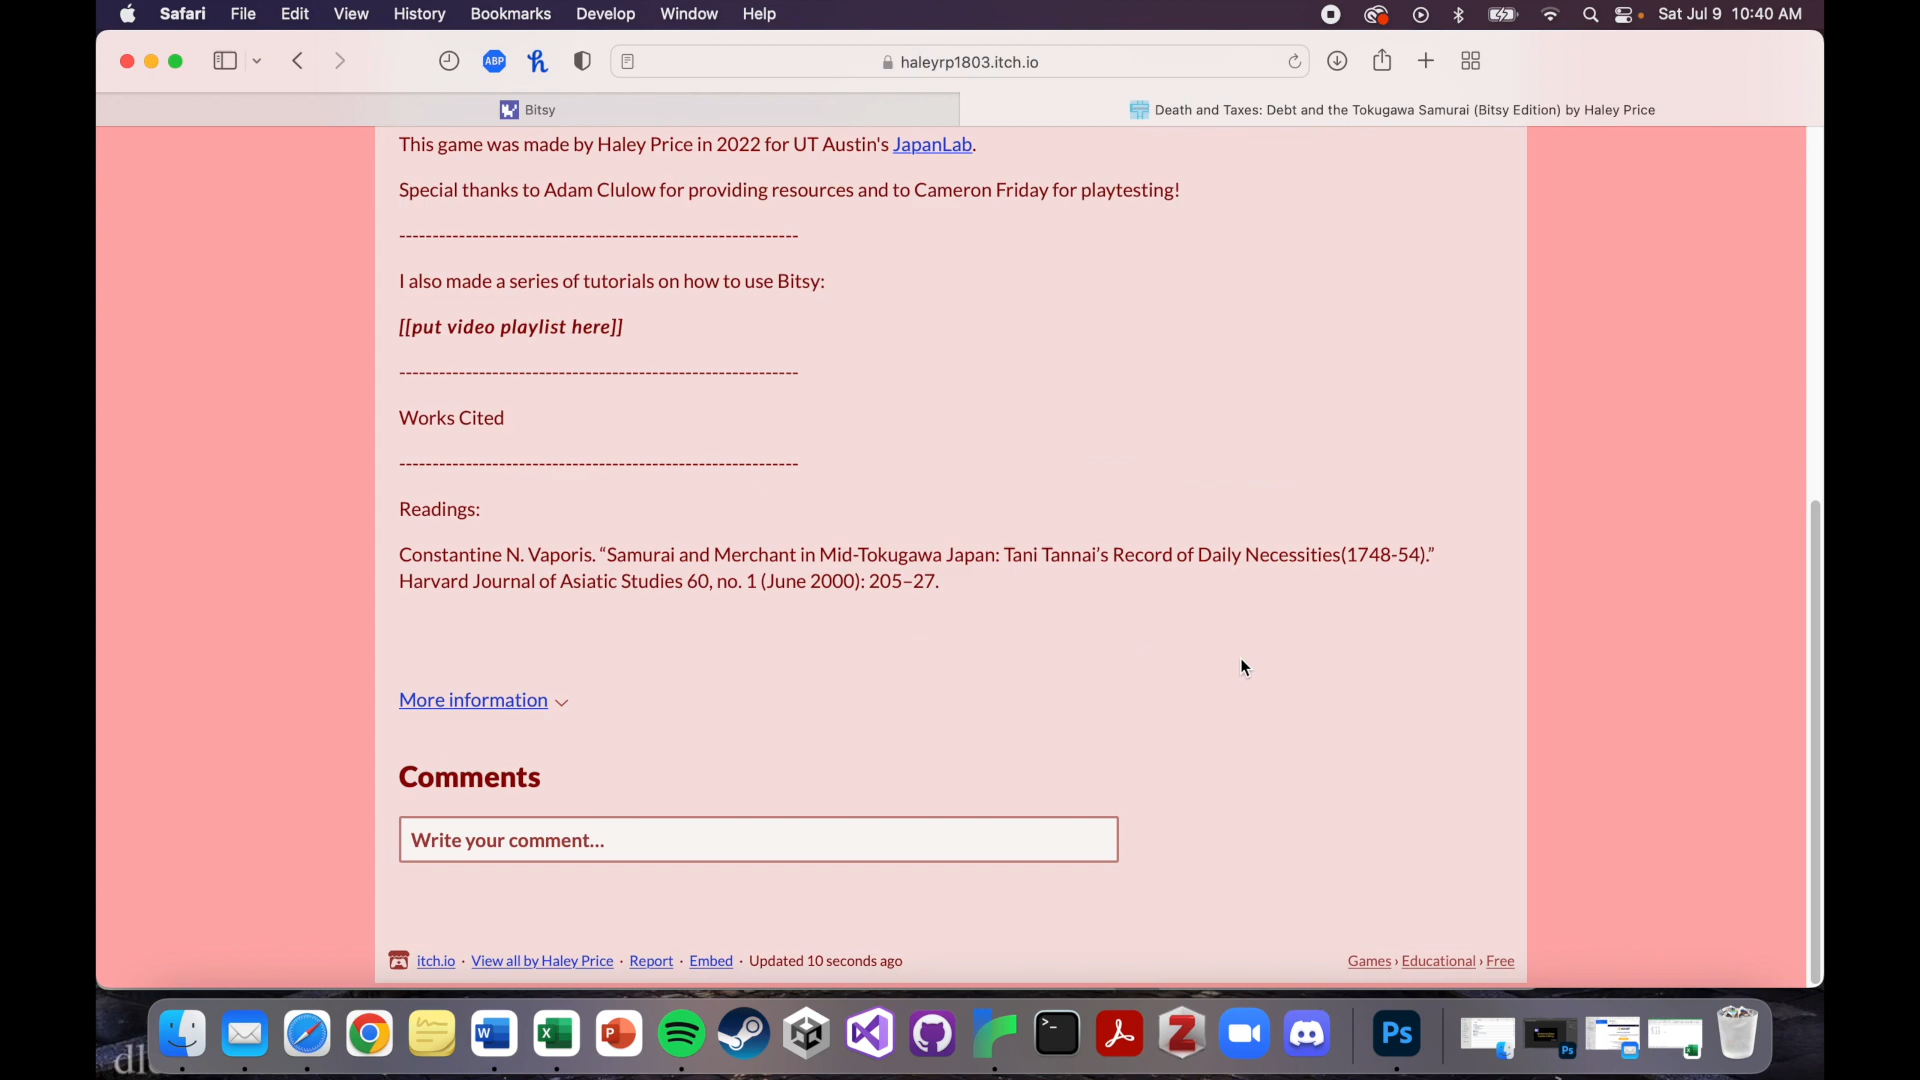 Safari File Edit View History Bookmarks Develop Window Help Sat Jul 9 10:40 AM
ABP haleyrp1803.itch.io
Bitsy Death and Taxes: Debt and the Tokugawa Samurai (Bitsy Edition) by Haley Price
This game was made by Haley Price in 2022 for UT Austin's JapanLab.
Special thanks to Adam Clulow for providing resources and to Cameron Friday for playtesting!
------------------------------------------------------------
I also made a series of tutorials on how to use Bitsy:
[[put video playlist here]]
------------------------------------------------------------
Works Cited
------------------------------------------------------------
Readings:
Constantine N. Vaporis. “Samurai and Merchant in Mid-Tokugawa Japan: Tani Tannai’s Record of Daily Necessities(1748-54).”
Harvard Journal of Asiatic Studies 60, no. 1 (June 2000): 205–27.
More information
Comments
Write your comment...
itch.io · View all by Haley Price · Report · Embed · Updated 10 seconds ago Games › Educational › Free
W X P Z Ps